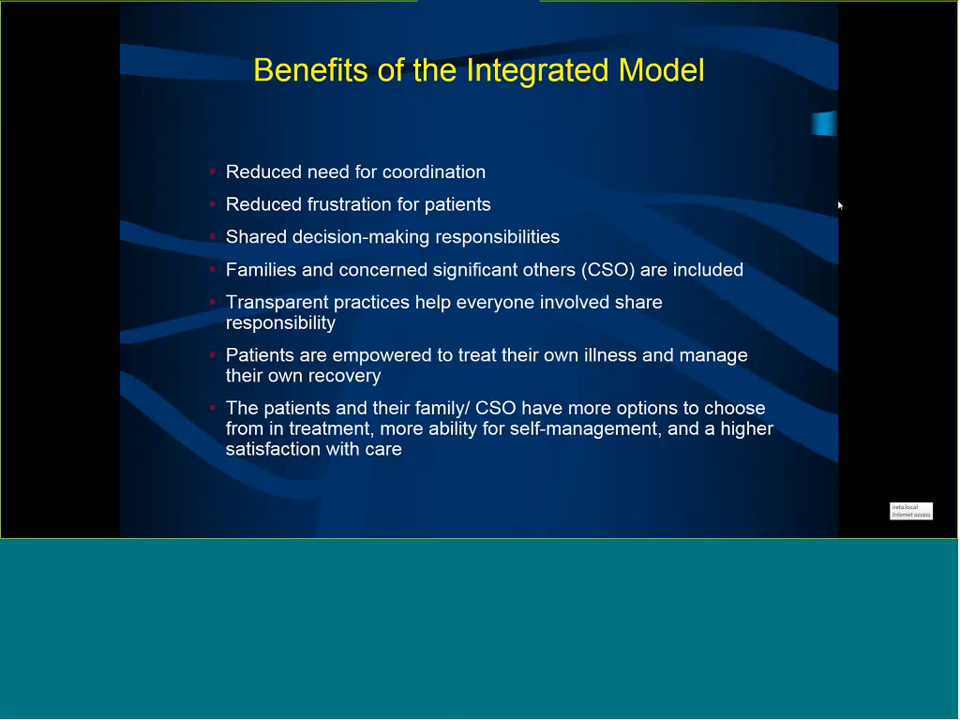 Benefits of the Integrated Model
Reduced need for coordination
Reduced frustration for patients
Shared decision-making responsibilities
Families and concerned significant others (CSO) are included
Transparent practices help everyone involved share
responsibility
Patients are empowered to treat their own illness and manage
their own recovery
The patients and their family/ CSO have more options to choose
from in treatment, more ability for self-management, and a higher
satisfaction with care
Internet access